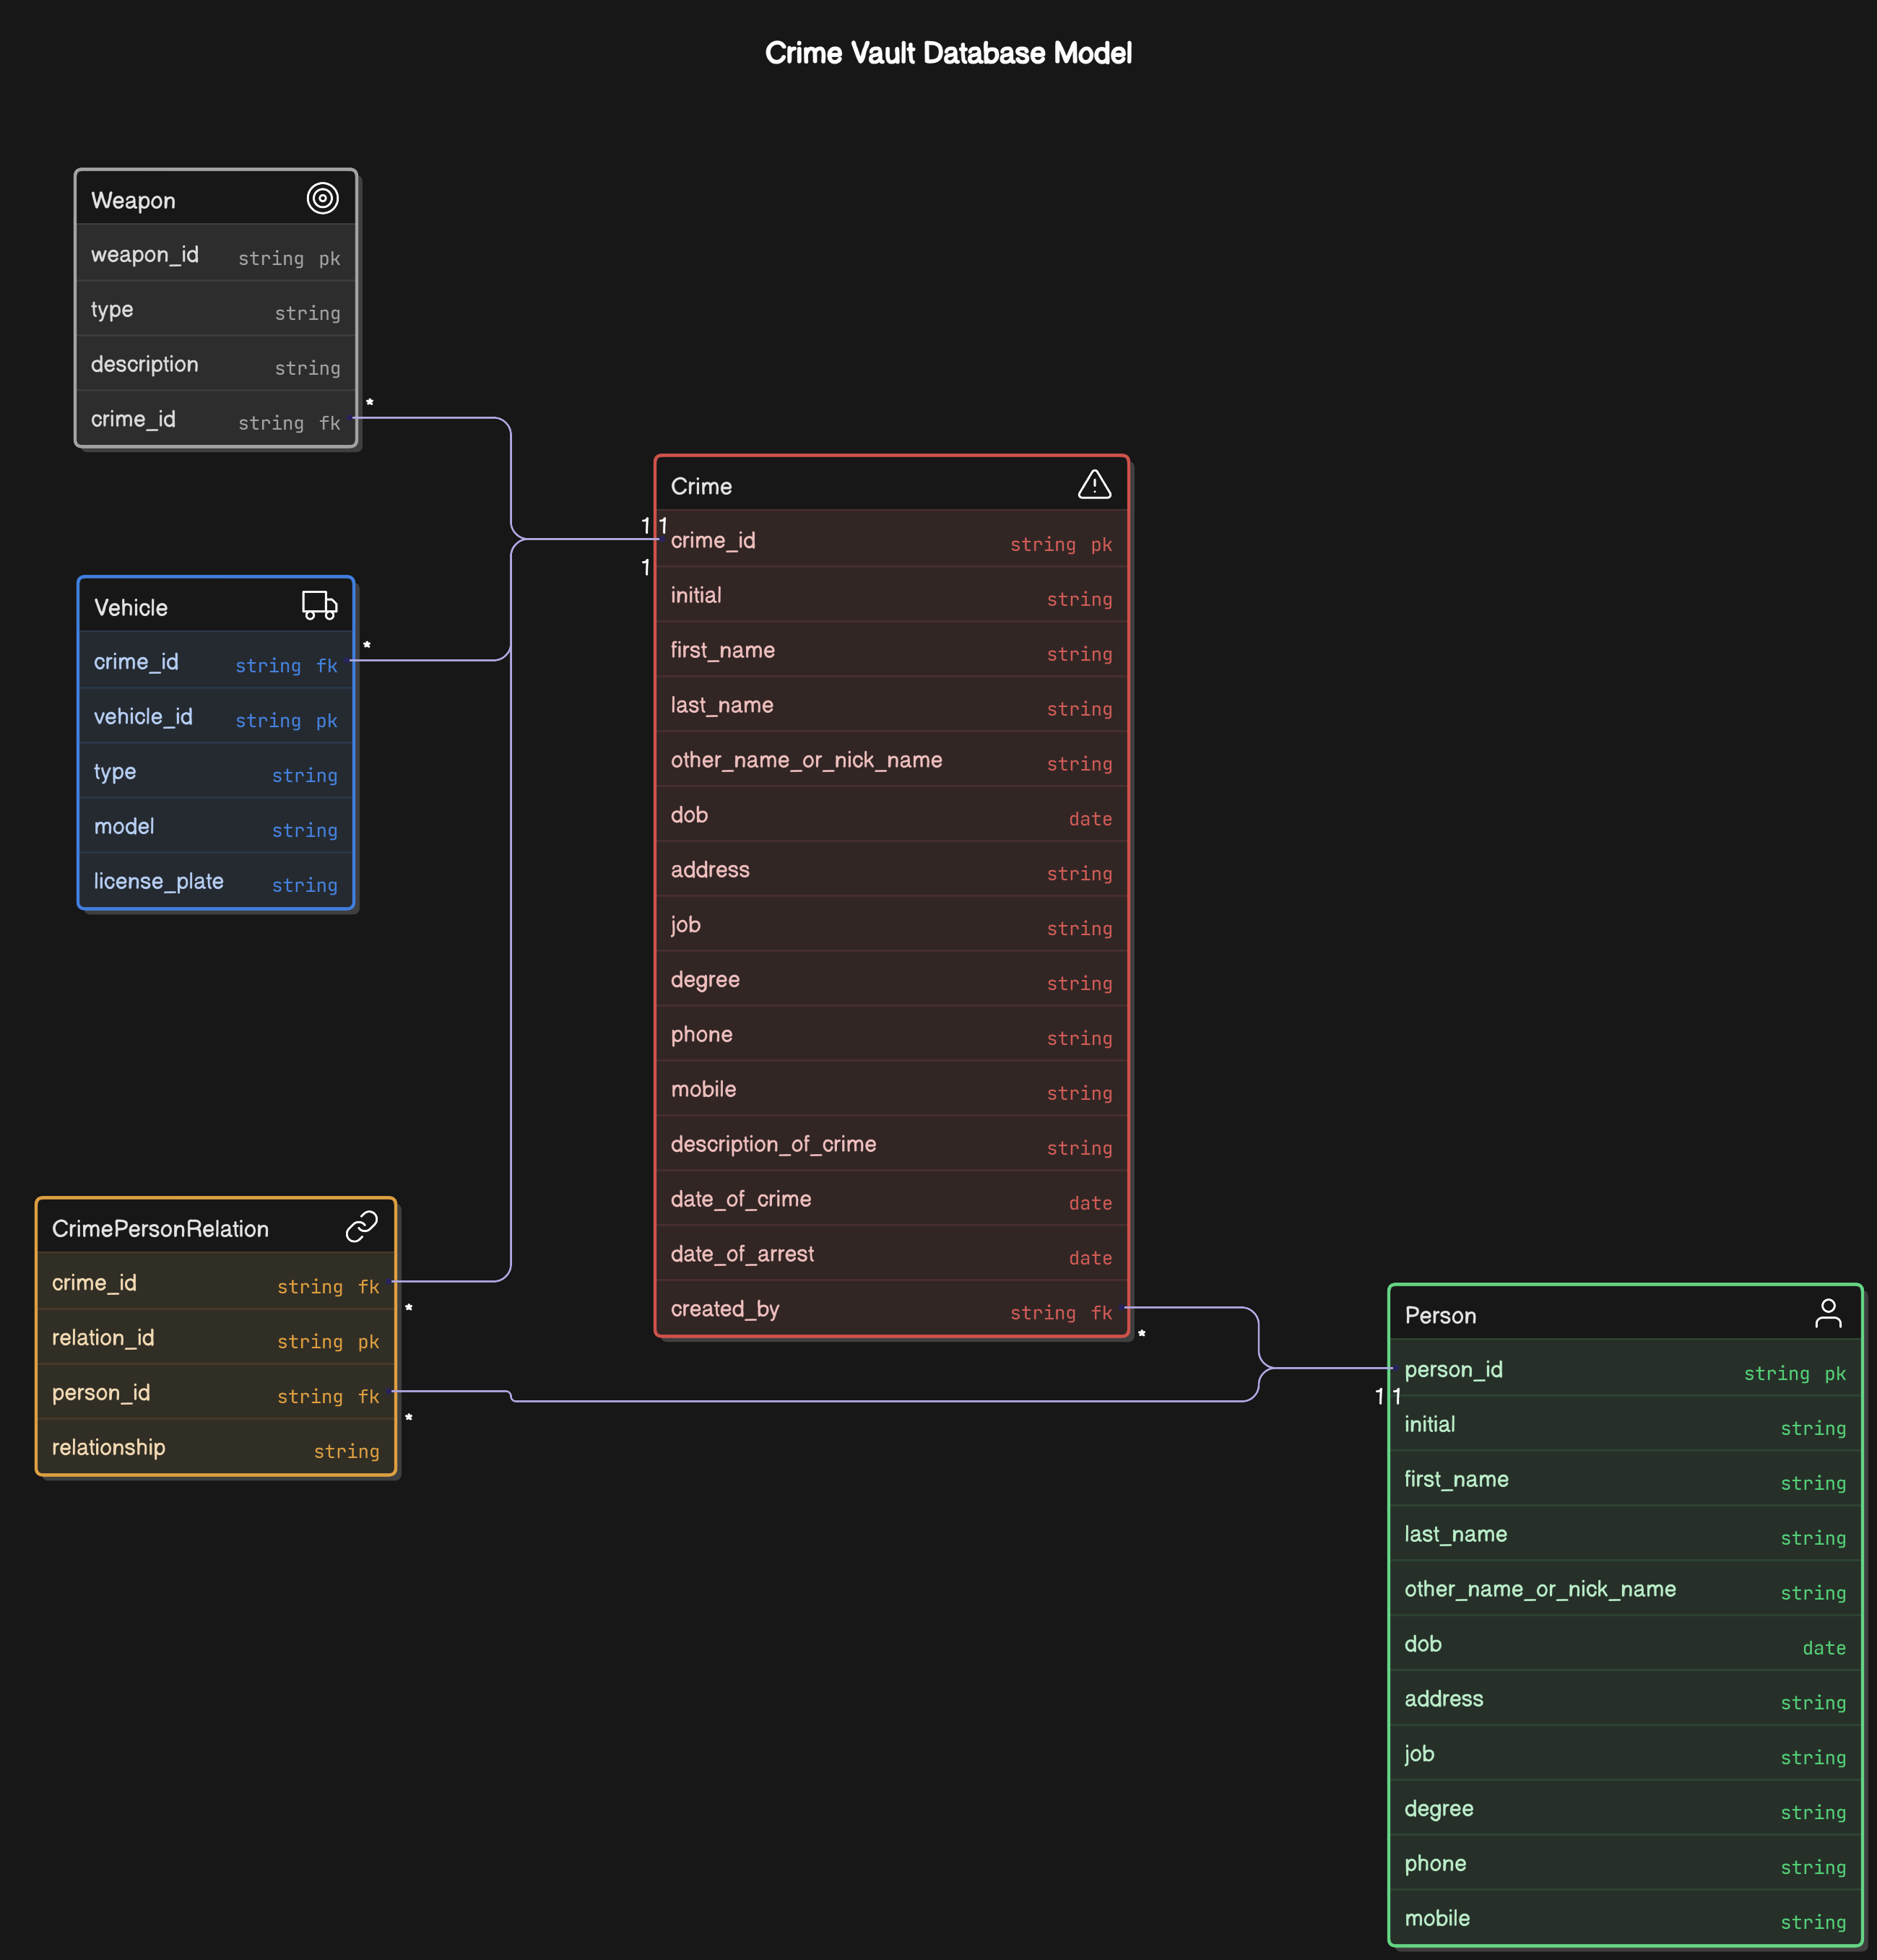 Crime Vault Database Model
Weapon
weapon_id string pk
type string
description string
crime_id string fk
*
Vehicle
crime_id string fk
*
vehicle_id string pk
type string
model string
license_plate string
CrimePersonRelation
crime_id string fk
*
relation_id string pk
person_id string fk
*
relationship string
Crime
1 1
crime_id string pk
1
initial string
first_name string
last_name string
other_name_or_nick_name string
dob date
address string
job string
degree string
phone string
mobile string
description_of_crime string
date_of_crime date
date_of_arrest date
created_by string fk
*
Person
person_id string pk
1 1
initial string
first_name string
last_name string
other_name_or_nick_name string
dob date
address string
job string
degree string
phone string
mobile string